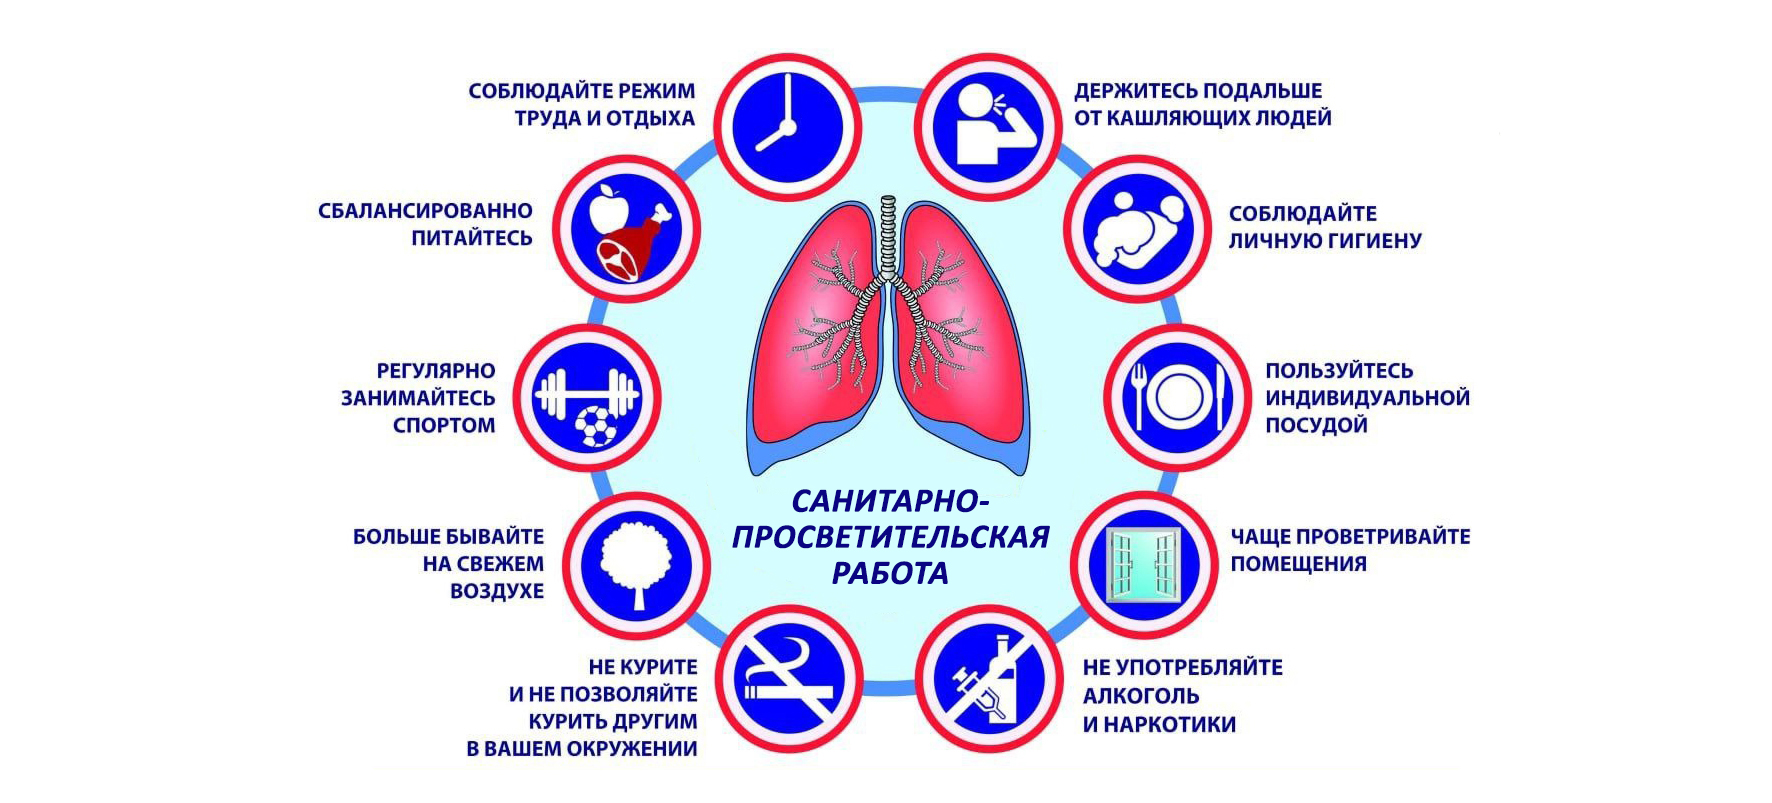 СОБЛЮДАЙТЕ РЕЖИМ
ТРУДА И ОТДЫХА
ДЕРЖИТЕСЬ ПОДАЛЬШЕ
ОТ КАШЛЯЮЩИХ ЛЮДЕЙ
СБАЛАНСИРОВАННО
ПИТАЙТЕСЬ
СОБЛЮДАЙТЕ
ЛИЧНУЮ ГИГИЕНУ
РЕГУЛЯРНО
ЗАНИМАЙТЕСЬ
СПОРТОМ
ПОЛЬЗУЙТЕСЬ
ИНДИВИДУАЛЬНОЙ
ПОСУДОЙ
САНИТАРНО-
ПРОСВЕТИТЕЛЬСКАЯ
РАБОТА
БОЛЬШЕ БЫВАЙТЕ
НА СВЕЖЕМ
ВОЗДУХЕ
ЧАЩЕ ПРОВЕТРИВАЙТЕ
ПОМЕЩЕНИЯ
НЕ КУРИТЕ
И НЕ ПОЗВОЛЯЙТЕ
КУРИТЬ ДРУГИМ
В ВАШЕМ ОКРУЖЕНИИ
НЕ УПОТРЕБЛЯЙТЕ
АЛКОГОЛЬ
И НАРКОТИКИ